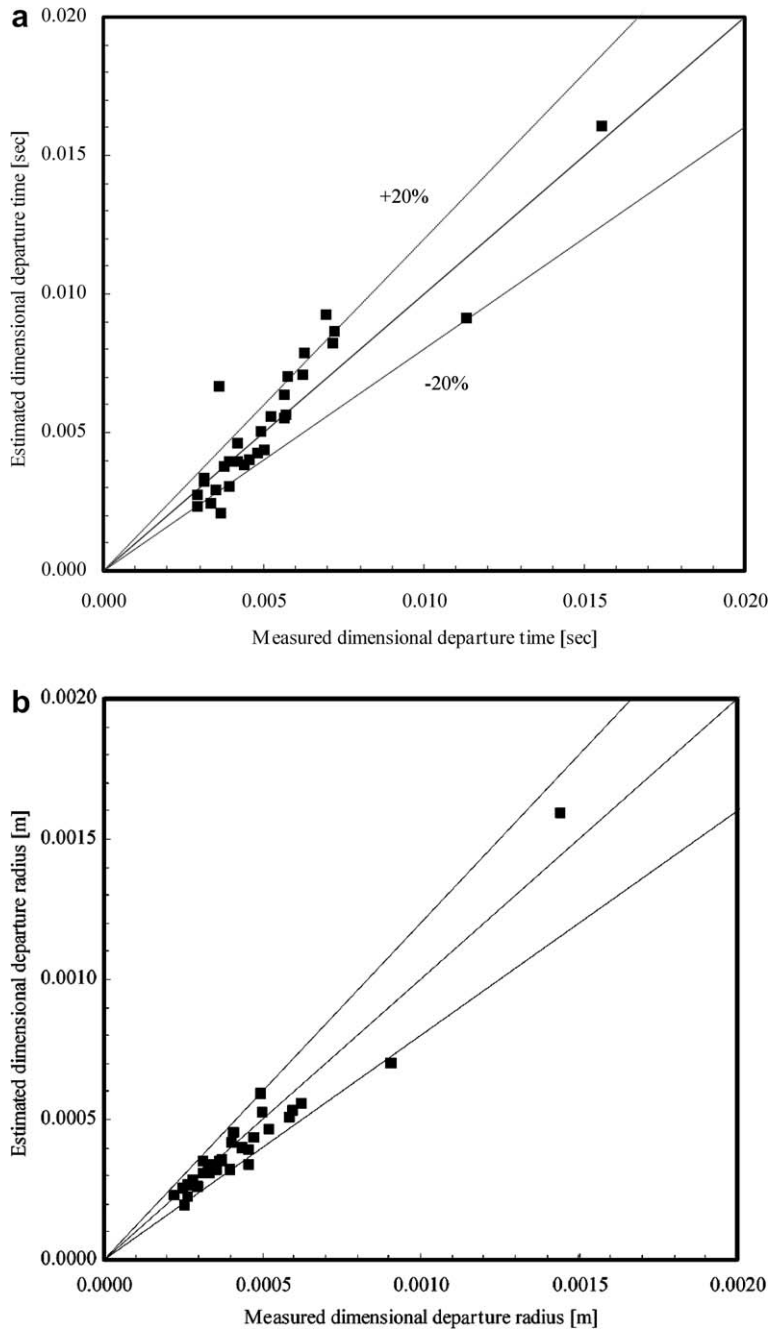 a
0.020
0.015
0.010
0.005
0.000
Estimated dimensional departure time [sec]
+20%
-20%
0.000 0.005 0.010 0.015 0.020
Measured dimensional departure time [sec]
b
0.0020
0.0015
0.0010
0.0005
0.0000
Estimated dimensional departure radius [m]
0.0000 0.0005 0.0010 0.0015 0.0020
Measured dimensional departure radius [m]